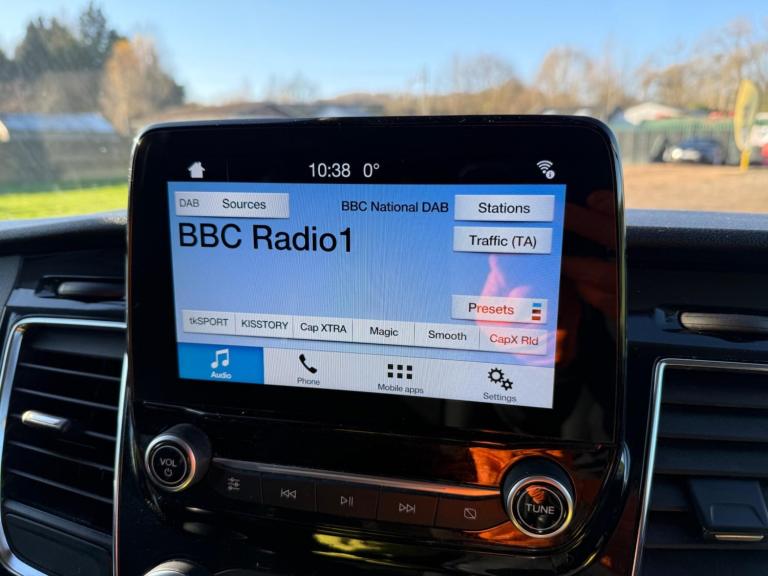 10:38 0°
DAB Sources BBC National DAB Stations
BBC Radio1 Traffic (TA)
Presets
tkSPORT KISSTORY Cap XTRA Magic Smooth CapX Rld
Audio Phone Mobile apps Settings
VOL
TUNE